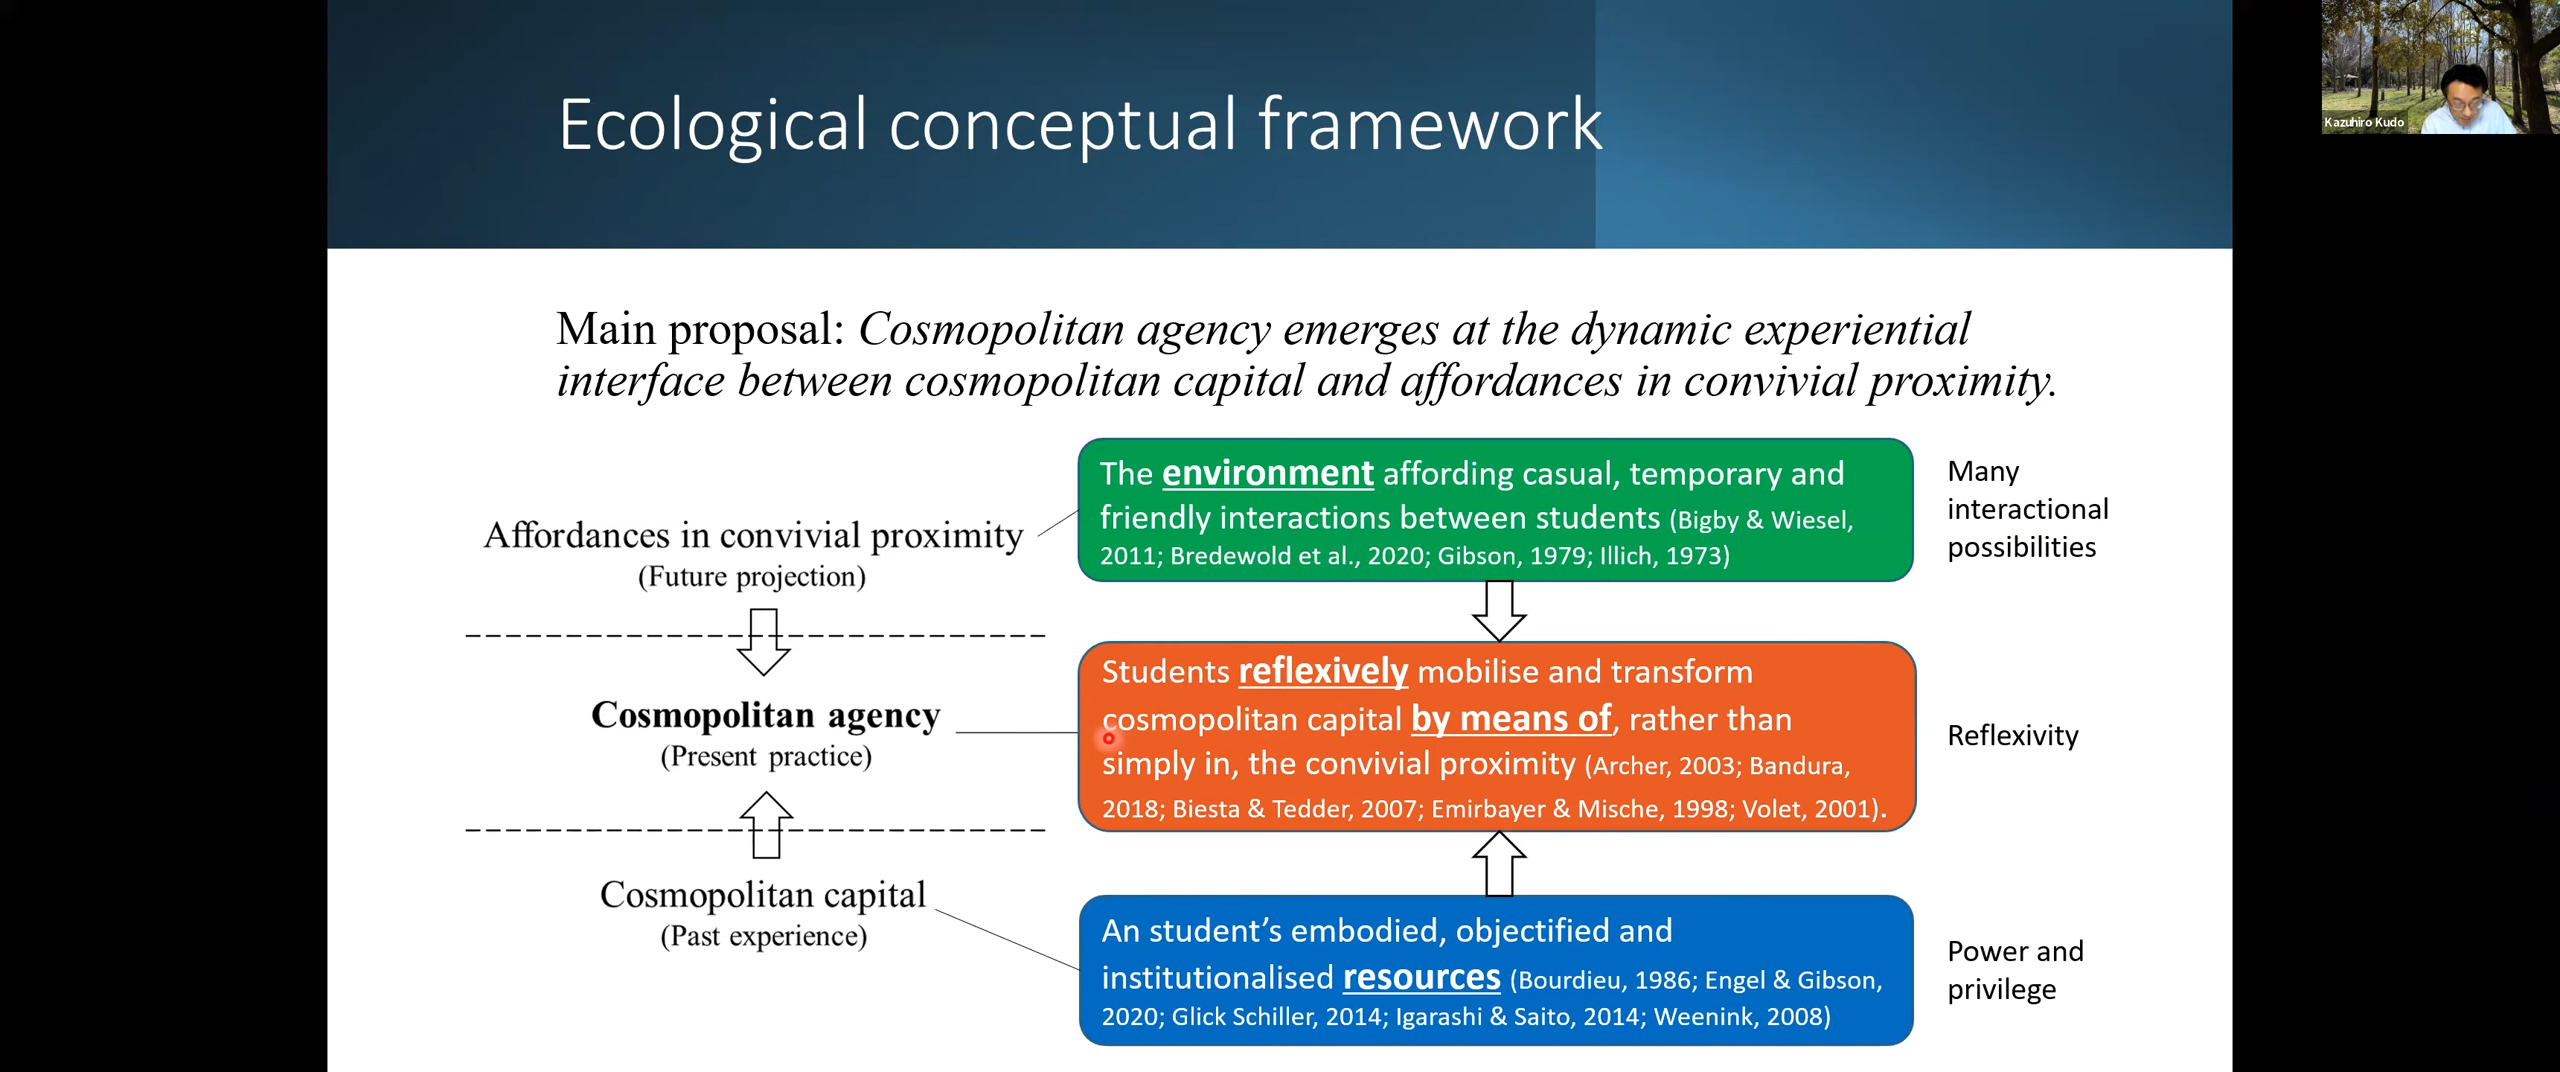 Ecological conceptual framework
Kazuhiro Kudo
Main proposal: Cosmopolitan agency emerges at the dynamic experiential
interface between cosmopolitan capital and affordances in convivial proximity.
Affordances in convivial proximity
(Future projection)
The environment affording casual, temporary and
friendly interactions between students (Bigby & Wiesel,
2011; Bredewold et al., 2020; Gibson, 1979; Illich, 1973)
Many
interactional
possibilities
Cosmopolitan agency
(Present practice)
Students reflexively mobilise and transform
cosmopolitan capital by means of, rather than
simply in, the convivial proximity (Archer, 2003; Bandura,
2018; Biesta & Tedder, 2007; Emirbayer & Mische, 1998; Volet, 2001).
Reflexivity
Cosmopolitan capital
(Past experience)
An student's embodied, objectified and
institutionalised resources (Bourdieu, 1986; Engel & Gibson,
2020; Glick Schiller, 2014; Igarashi & Saito, 2014; Weenink, 2008)
Power and
privilege